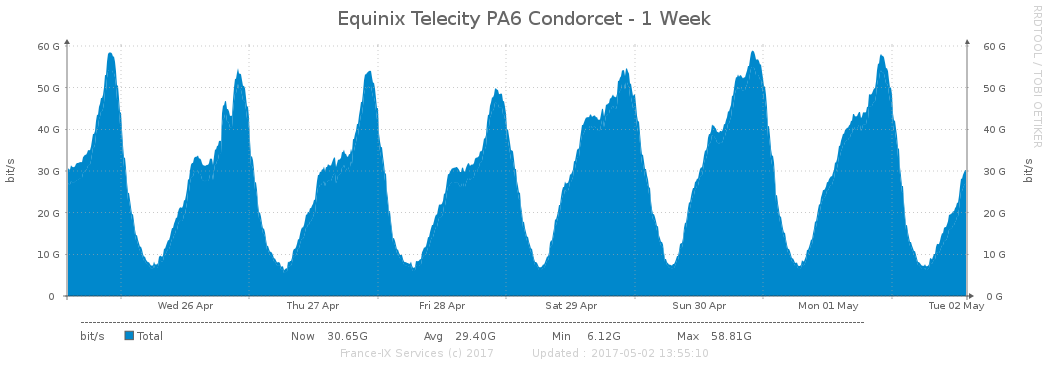 Equinix Telecity PA6 Condorcet - 1 Week
RRDTOOL / TOBI OETIKER
60 G 60 G
50 G 50 G
40 G 40 G
30 G 30 G
20 G 20 G
10 G 10 G
0 0 G
bit/s bit/s
Wed 26 Apr Thu 27 Apr Fri 28 Apr Sat 29 Apr Sun 30 Apr Mon 01 May Tue 02 May
bit/s Total Now 30.65G Avg 29.40G Min 6.12G Max 58.81G
France-IX Services (c) 2017 Updated : 2017-05-02 13:55:10